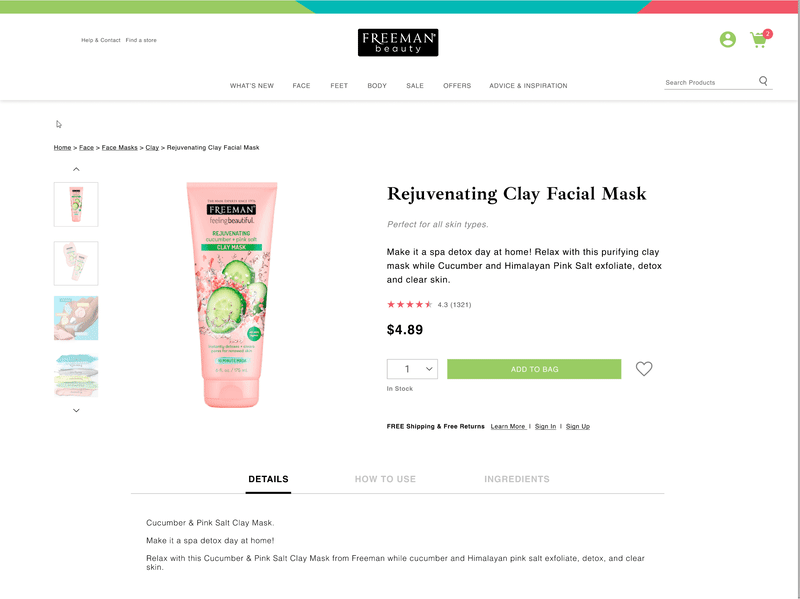 Help & Contact Find a store
FREEMAN
beauty
2
WHAT'S NEW FACE FEET BODY SALE OFFERS ADVICE & INSPIRATION
Search Products
Home > Face > Face Masks > Clay > Rejuvenating Clay Facial Mask
FREEMAN
feelingbeautiful.
REJUVENATING
cucumber + pink salt
CLAY MASK
Rejuvenating Clay Facial Mask
Perfect for all skin types.
Make it a spa detox day at home! Relax with this purifying clay
mask while Cucumber and Himalayan Pink Salt exfoliate, detox
and clear skin.
4.3 (1321)
$4.89
1
ADD TO BAG
In Stock
FREE Shipping & Free Returns Learn More I Sign In I Sign Up
DETAILS HOW TO USE INGREDIENTS
Cucumber & Pink Salt Clay Mask.
Make it a spa detox day at home!
Relax with this Cucumber & Pink Salt Clay Mask from Freeman while cucumber and Himalayan pink salt exfoliate, detox, and clear
skin.